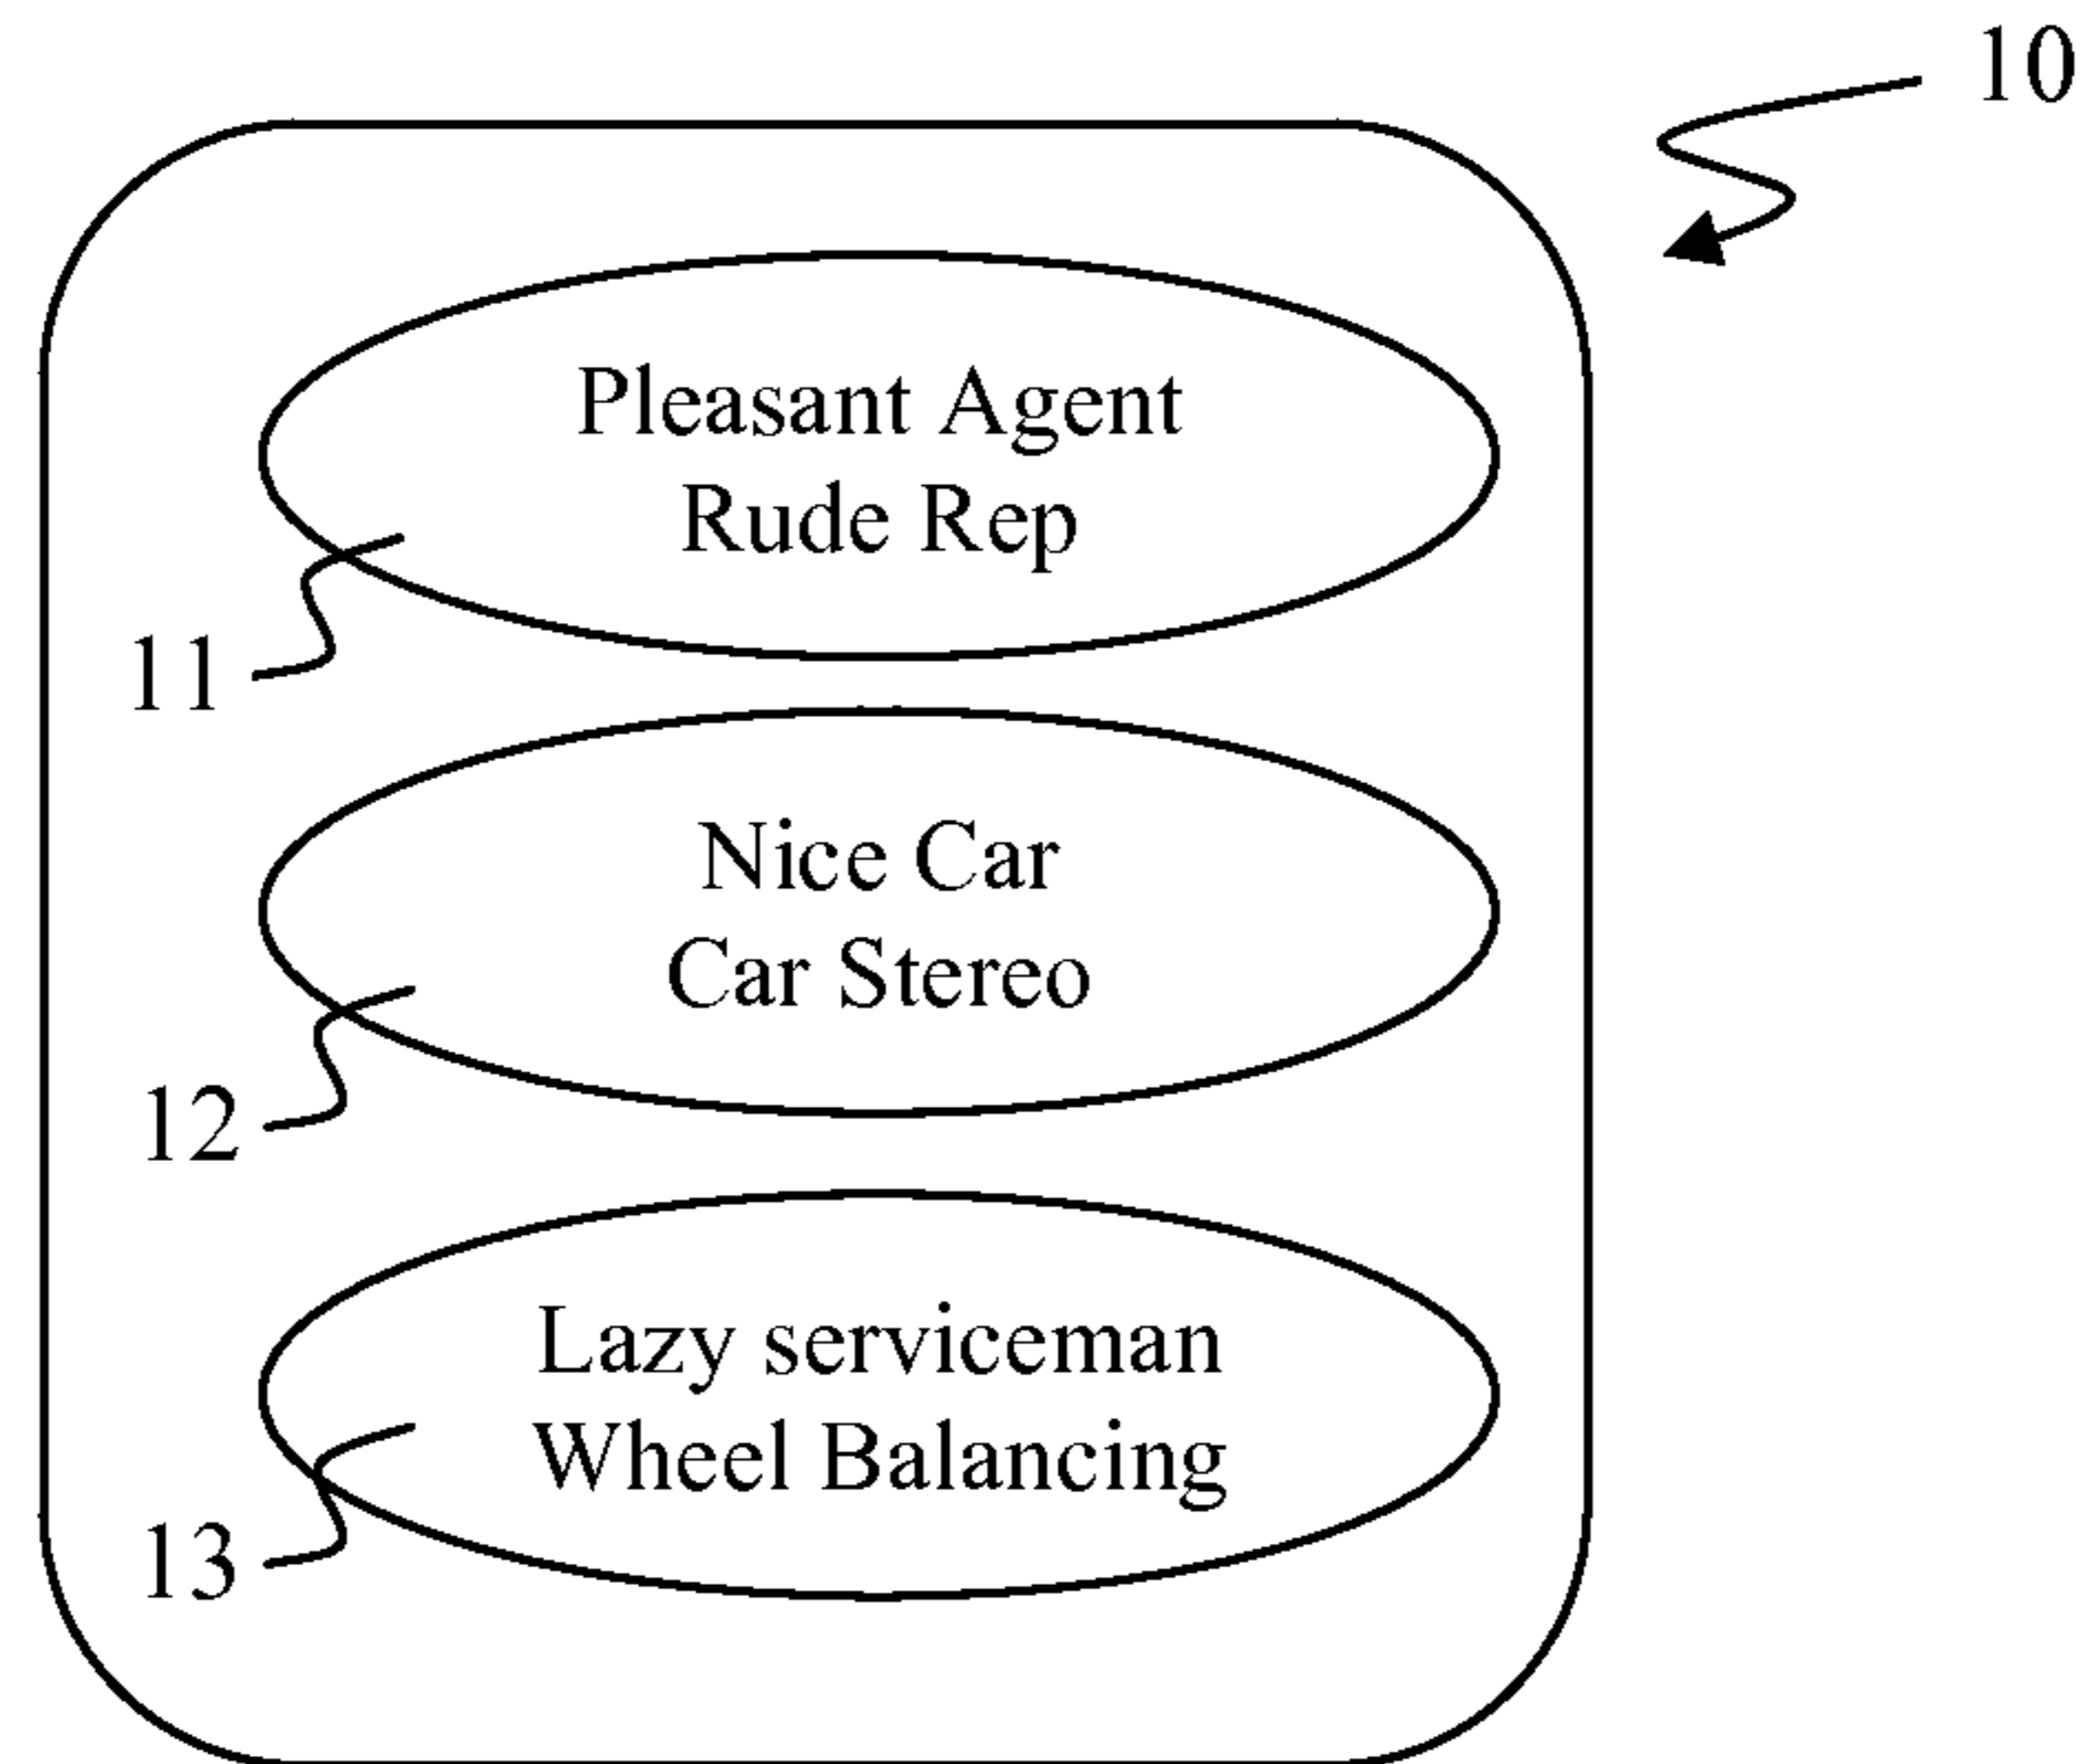 10
Pleasant Agent
Rude Rep
11
Nice Car
Car Stereo
12
Lazy serviceman
Wheel Balancing
13